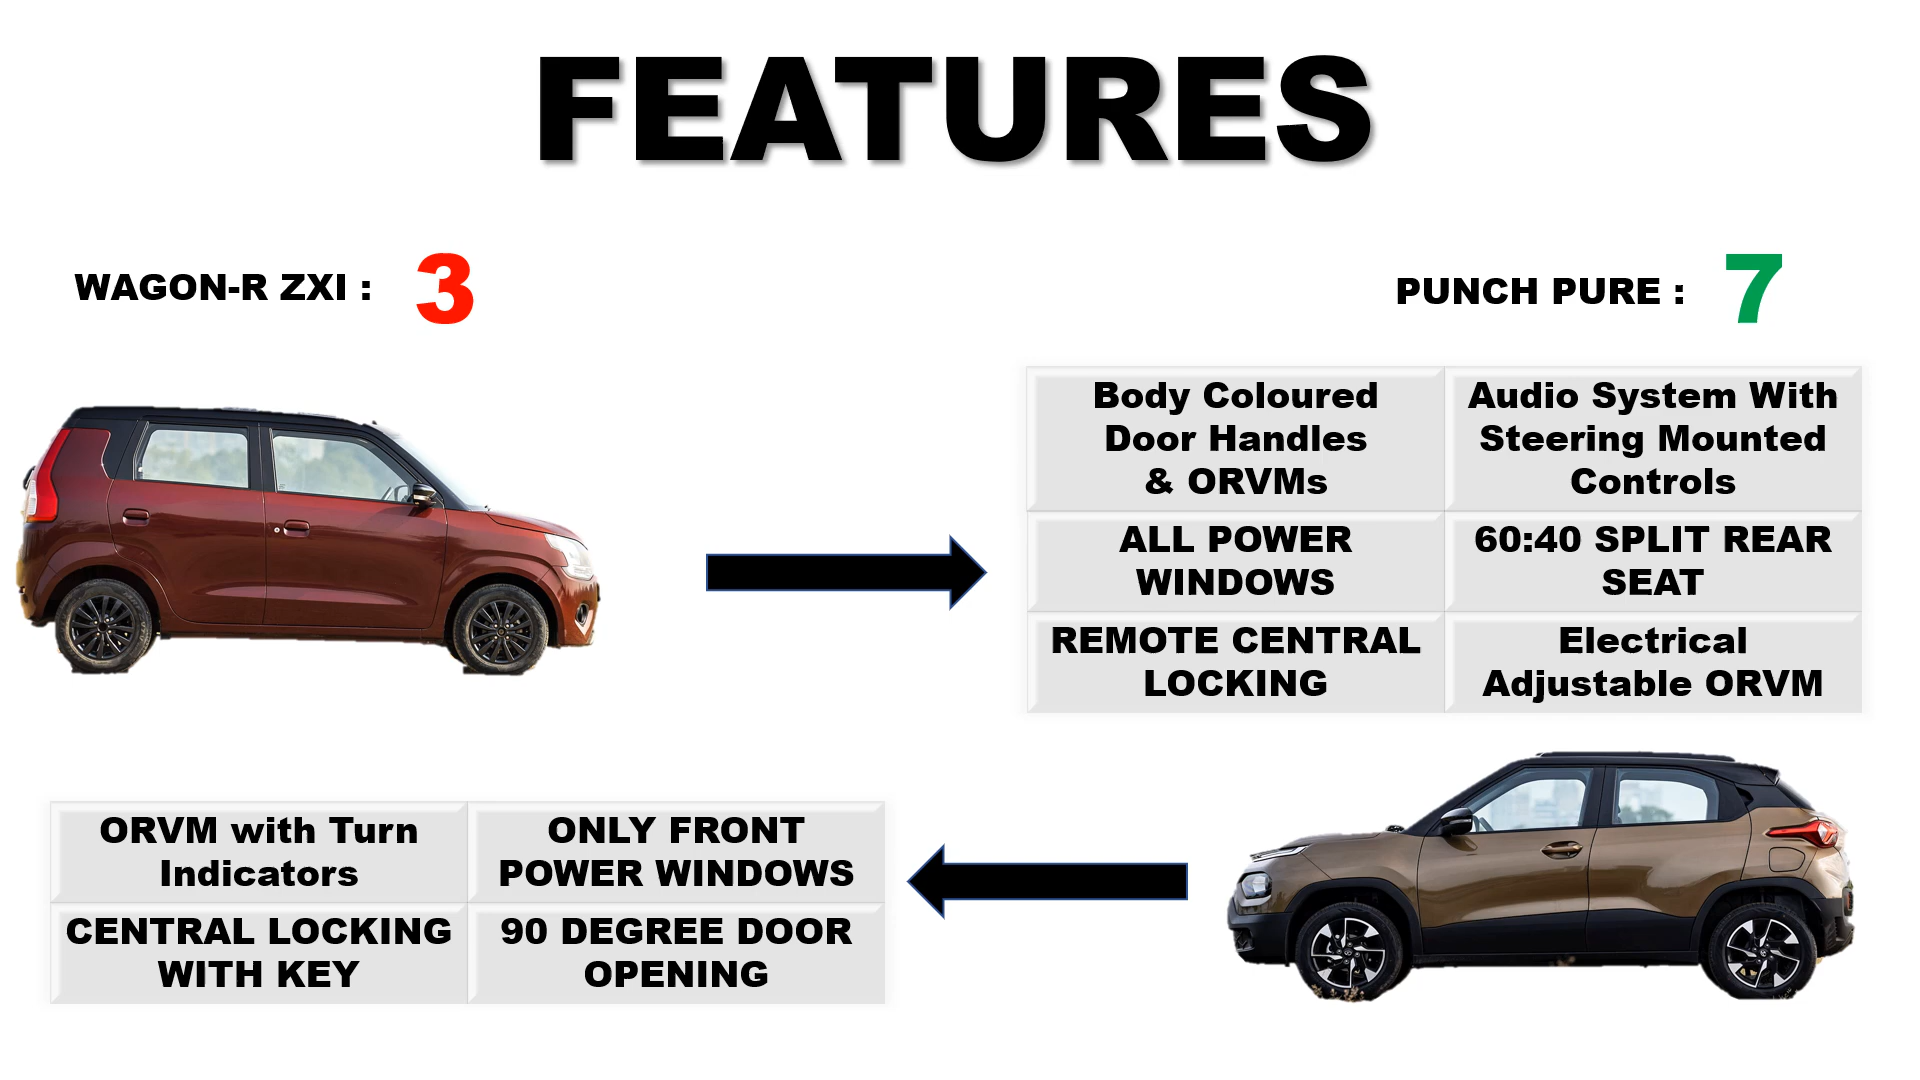 FEATURES
WAGON-R ZXI : 3
PUNCH PURE : 7
Body Coloured
Door Handles
& ORVMs
Audio System With
Steering Mounted
Controls
ALL POWER
WINDOWS
60:40 SPLIT REAR
SEAT
REMOTE CENTRAL
LOCKING
Electrical
Adjustable ORVM
ORVM with Turn
Indicators
ONLY FRONT
POWER WINDOWS
CENTRAL LOCKING
WITH KEY
90 DEGREE DOOR
OPENING